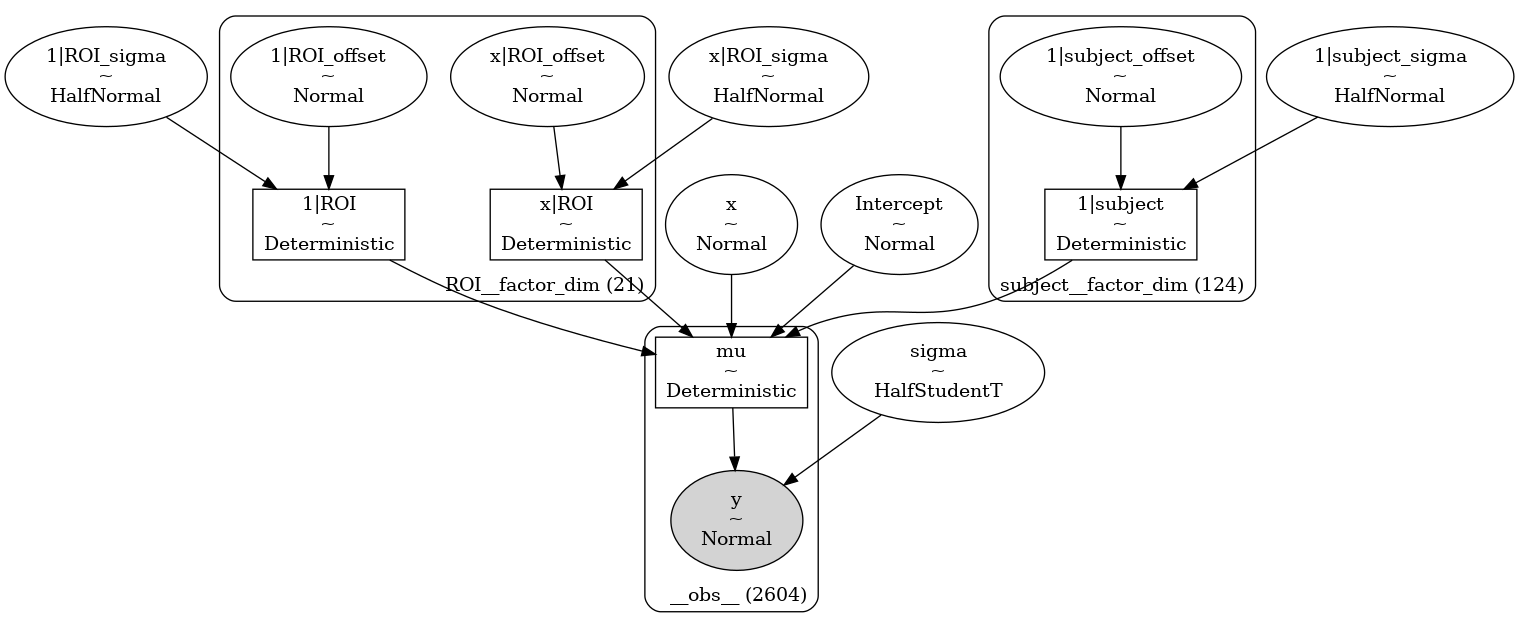 1|ROI_sigma
~
HalfNormal
1|ROI_offset
~
Normal
x|ROI_offset
~
Normal
x|ROI_sigma
~
HalfNormal
1|subject_offset
~
Normal
1|subject_sigma
~
HalfNormal
1|ROI
~
Deterministic
x|ROI
~
Deterministic
x
~
Normal
Intercept
~
Normal
1|subject
~
Deterministic
ROI__factor_dim (21)
subject__factor_dim (124)
mu
~
Deterministic
sigma
~
HalfStudentT
y
~
Normal
__obs__ (2604)